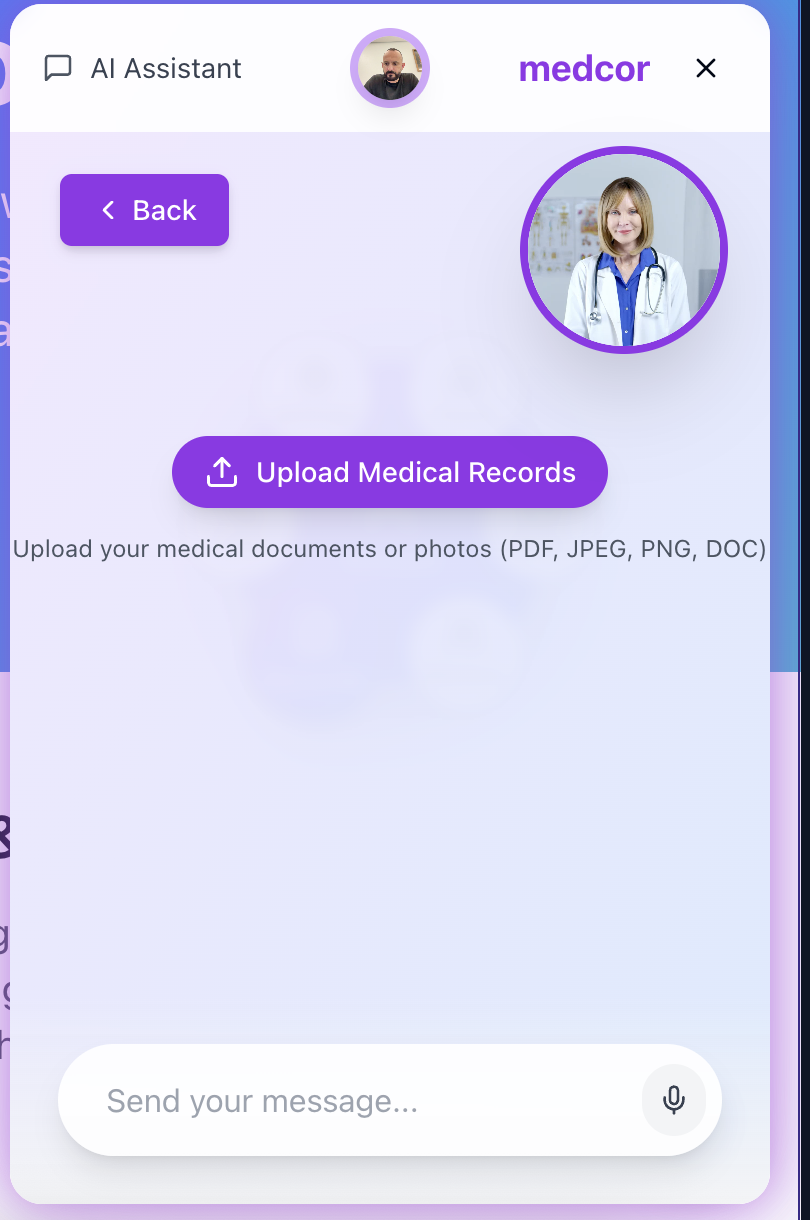 AI Assistant
medcor
Back
Upload Medical Records
Upload your medical documents or photos (PDF, JPEG, PNG, DOC)
&
Send your message...